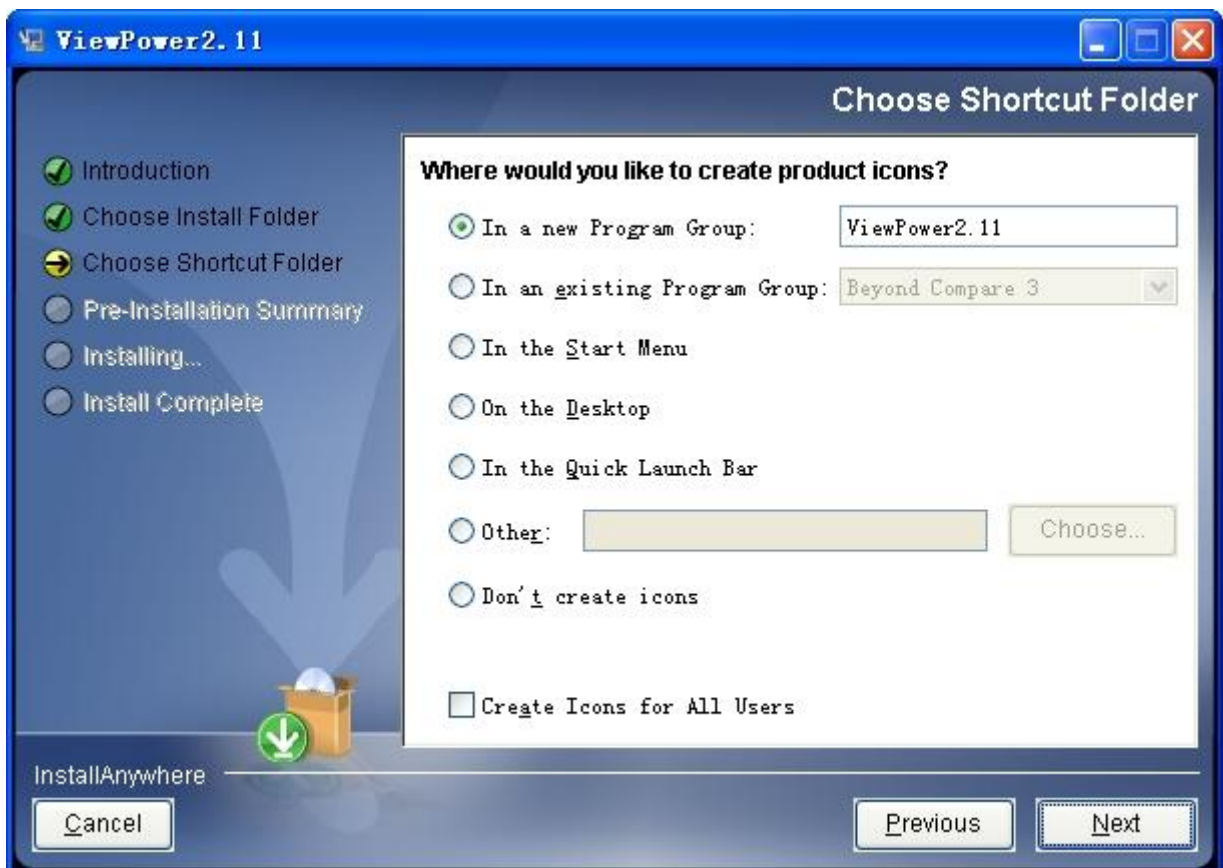 ViewPower2.11
Choose Shortcut Folder
Introduction
Choose Install Folder
Choose Shortcut Folder
Pre-Installation Summary
Installing...
Install Complete
Where would you like to create product icons?
In a new Program Group: ViewPower2.11
In an existing Program Group: Beyond Compare 3
In the Start Menu
On the Desktop
In the Quick Launch Bar
Other: Choose...
Don't create icons
Create Icons for All Users
InstallAnywhere
Cancel Previous Next